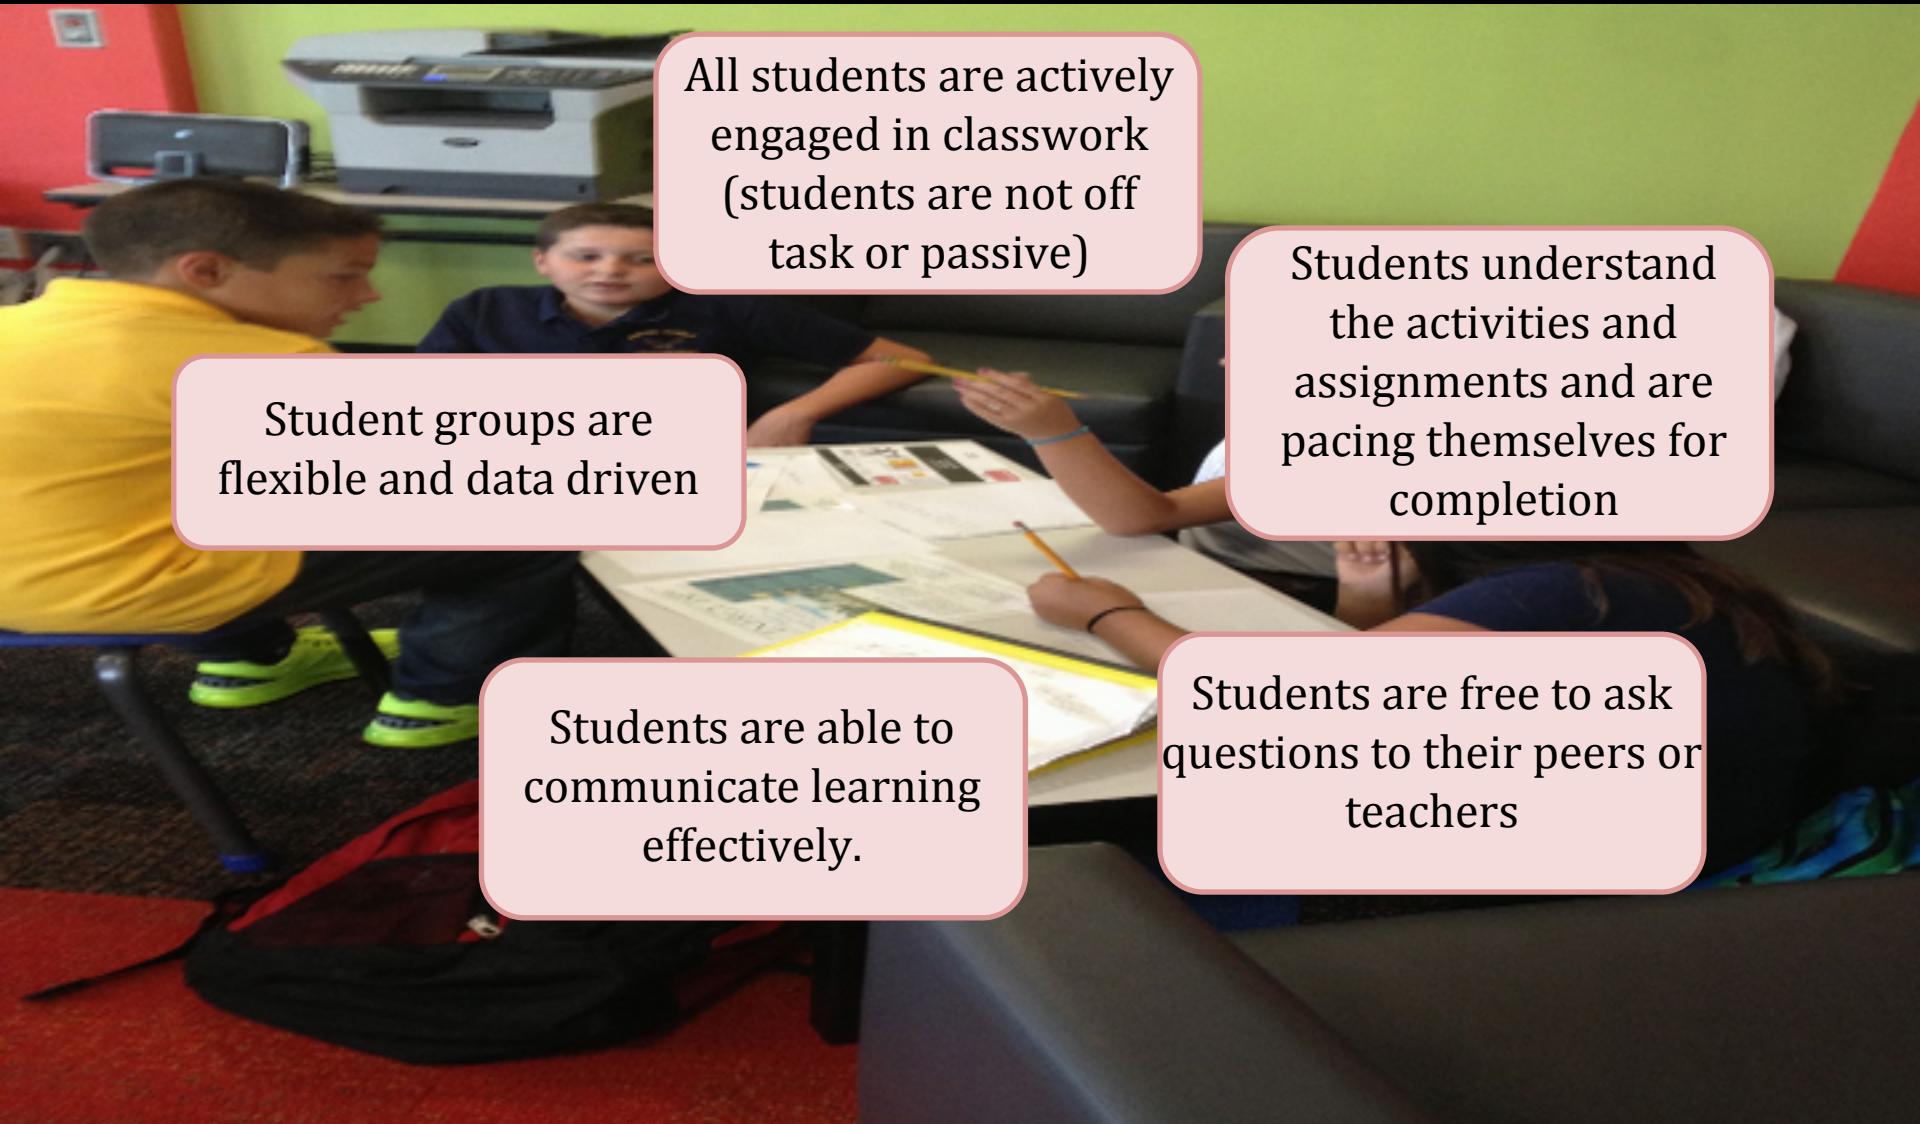 All students are actively
engaged in classwork
(students are not off
task or passive)
Students understand
the activities and
assignments and are
pacing themselves for
completion
Student groups are
flexible and data driven
Students are able to
communicate learning
effectively.
Students are free to ask
questions to their peers or
teachers